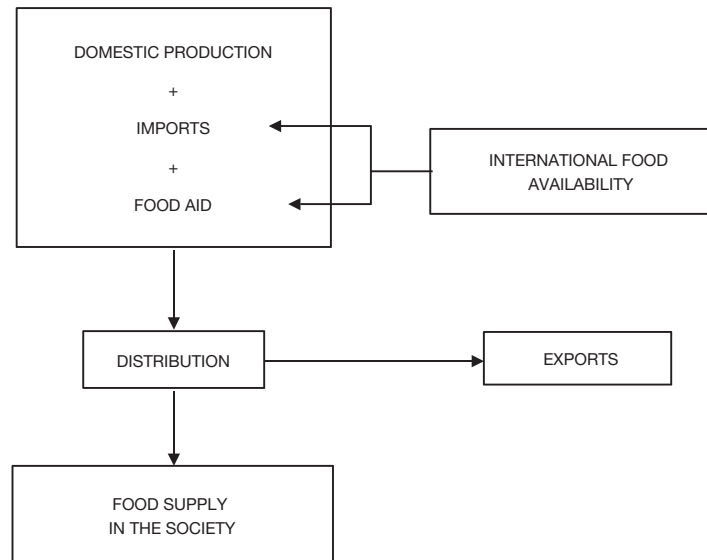 DOMESTIC PRODUCTION
+
IMPORTS
+
FOOD AID
INTERNATIONAL FOOD
AVAILABILITY
DISTRIBUTION
EXPORTS
FOOD SUPPLY
IN THE SOCIETY